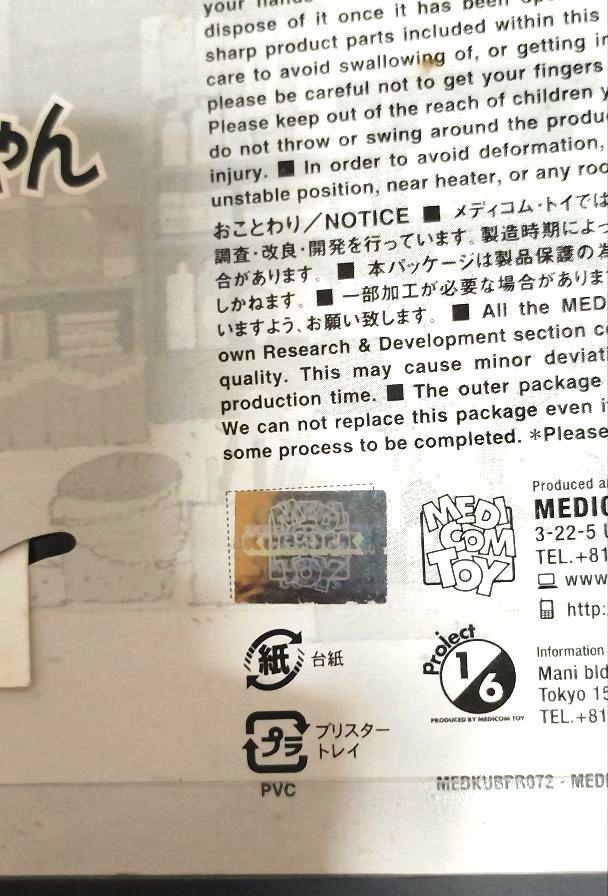 your
dispose of it once it has been
sharp product parts included within this
care to avoid swallowing of, or getting
please be careful not to get your fingers
Please keep out of the reach of children
do not throw or swing around the
injury. ■ In order to avoid deformation,
unstable position, near heater, or any
ゃん
おことわり／NOTICE ■ メディコム・トイでは
調査・改良・開発を行っています。製造時期によっ
合があります。 ■ 本パッケージは製品保護の為
しかねます。 ■ 一部加工が必要な場合がありま
いますよう、お願い致します。 ■ All the MED
own Research & Development section
quality. This may cause minor
production time. ■ The outer package
We can not replace this package even
some process to be completed. *Please
Produced
MEDIC
3-22-5
TEL.+81
www
http:
MEDI
COM
TOY
紙
台紙
Project
1/6
PRODUCED BY MEDICOM TOY
Information
Mani bld
Tokyo 15
TEL.+81
プラ
ブリスター
トレイ
PVC
MEDKUBFR072 - MEDI